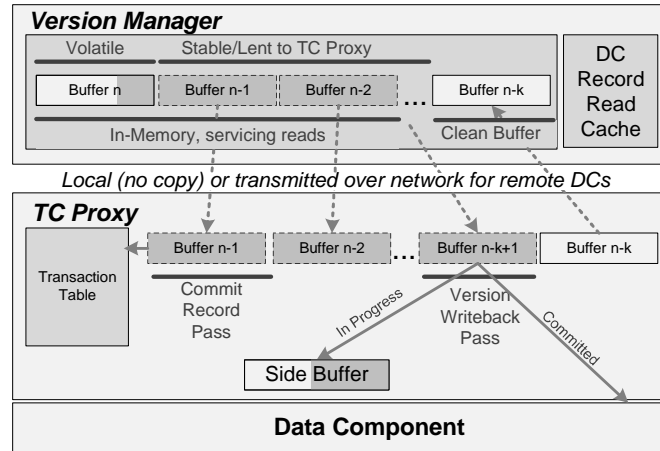 Version Manager
Volatile
Stable/Lent to TC Proxy
Buffer n
Buffer n-1
Buffer n-2
...
Buffer n-k
In-Memory, servicing reads
Clean Buffer
DC
Record
Read
Cache
Local (no copy) or transmitted over network for remote DCs
TC Proxy
Transaction
Table
Buffer n-1
Buffer n-2
...
Buffer n-k+1
Buffer n-k
Commit
Record
Pass
Version
Writeback
Pass
In Progress
Committed
Side Buffer
Data Component